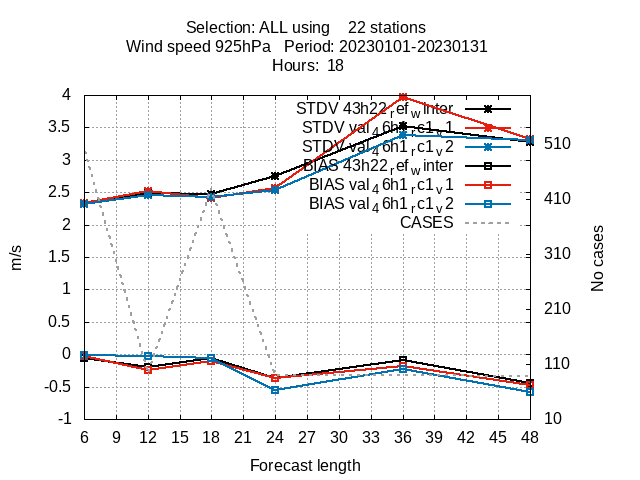 Selection: ALL using 22 stations
Wind speed 925hPa Period: 20230101-20230131
Hours: 18
4
3.5
3
2.5
2
1.5
1
0.5
0
-0.5
-1
m/s
STDV 43h22_ref_winter
STDV val_46h1_rc1_v1
STDV val_46h1_rc1_v2
BIAS 43h22_ref_winter
BIAS val_46h1_rc1_v1
BIAS val_46h1_rc1_v2
CASES
510
410
310
210
110
10
No cases
6 9 12 15 18 21 24 27 30 33 36 39 42 45 48
Forecast length